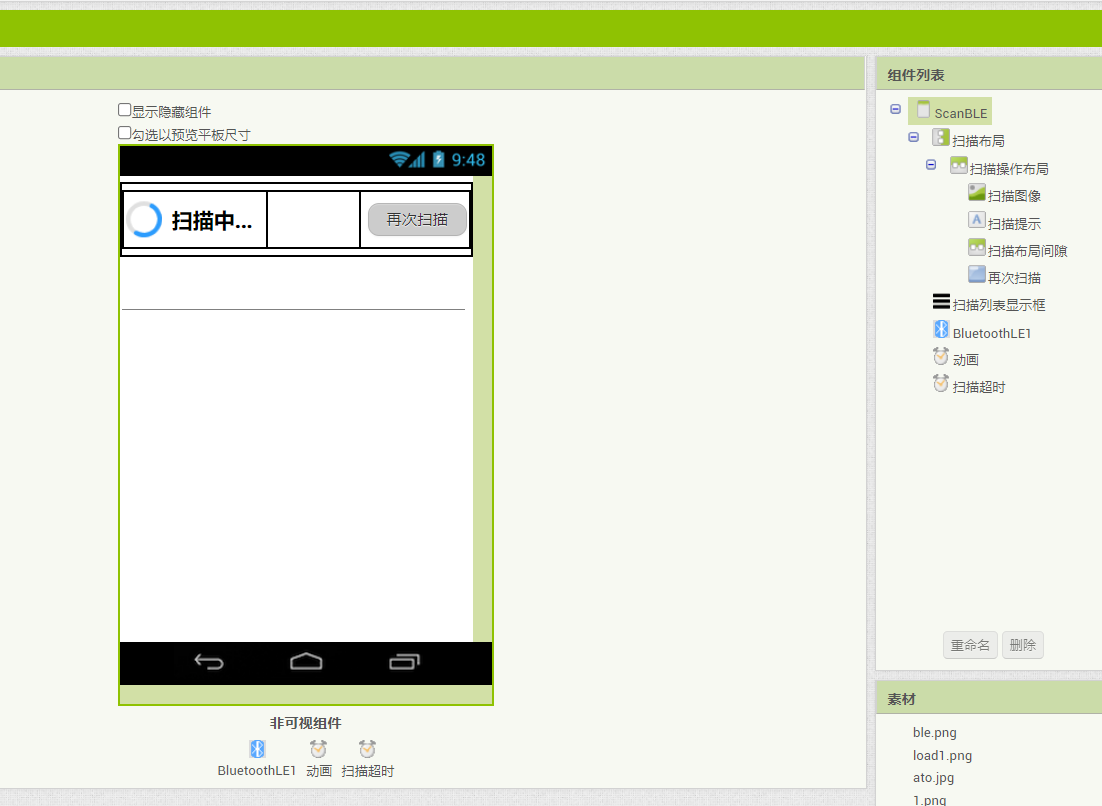 组件列表
显示隐藏组件
勾选以预览平板尺寸
9:48
扫描中...
再次扫描
ScanBLE
扫描布局
扫描操作布局
扫描图像
A 扫描提示
扫描布局间隙
再次扫描
扫描列表显示框
BluetoothLE1
动画
扫描超时
重命名 删除
非可视组件
BluetoothLE1 动画 扫描超时
素材
ble.png
load1.png
ato.jpg
1.png